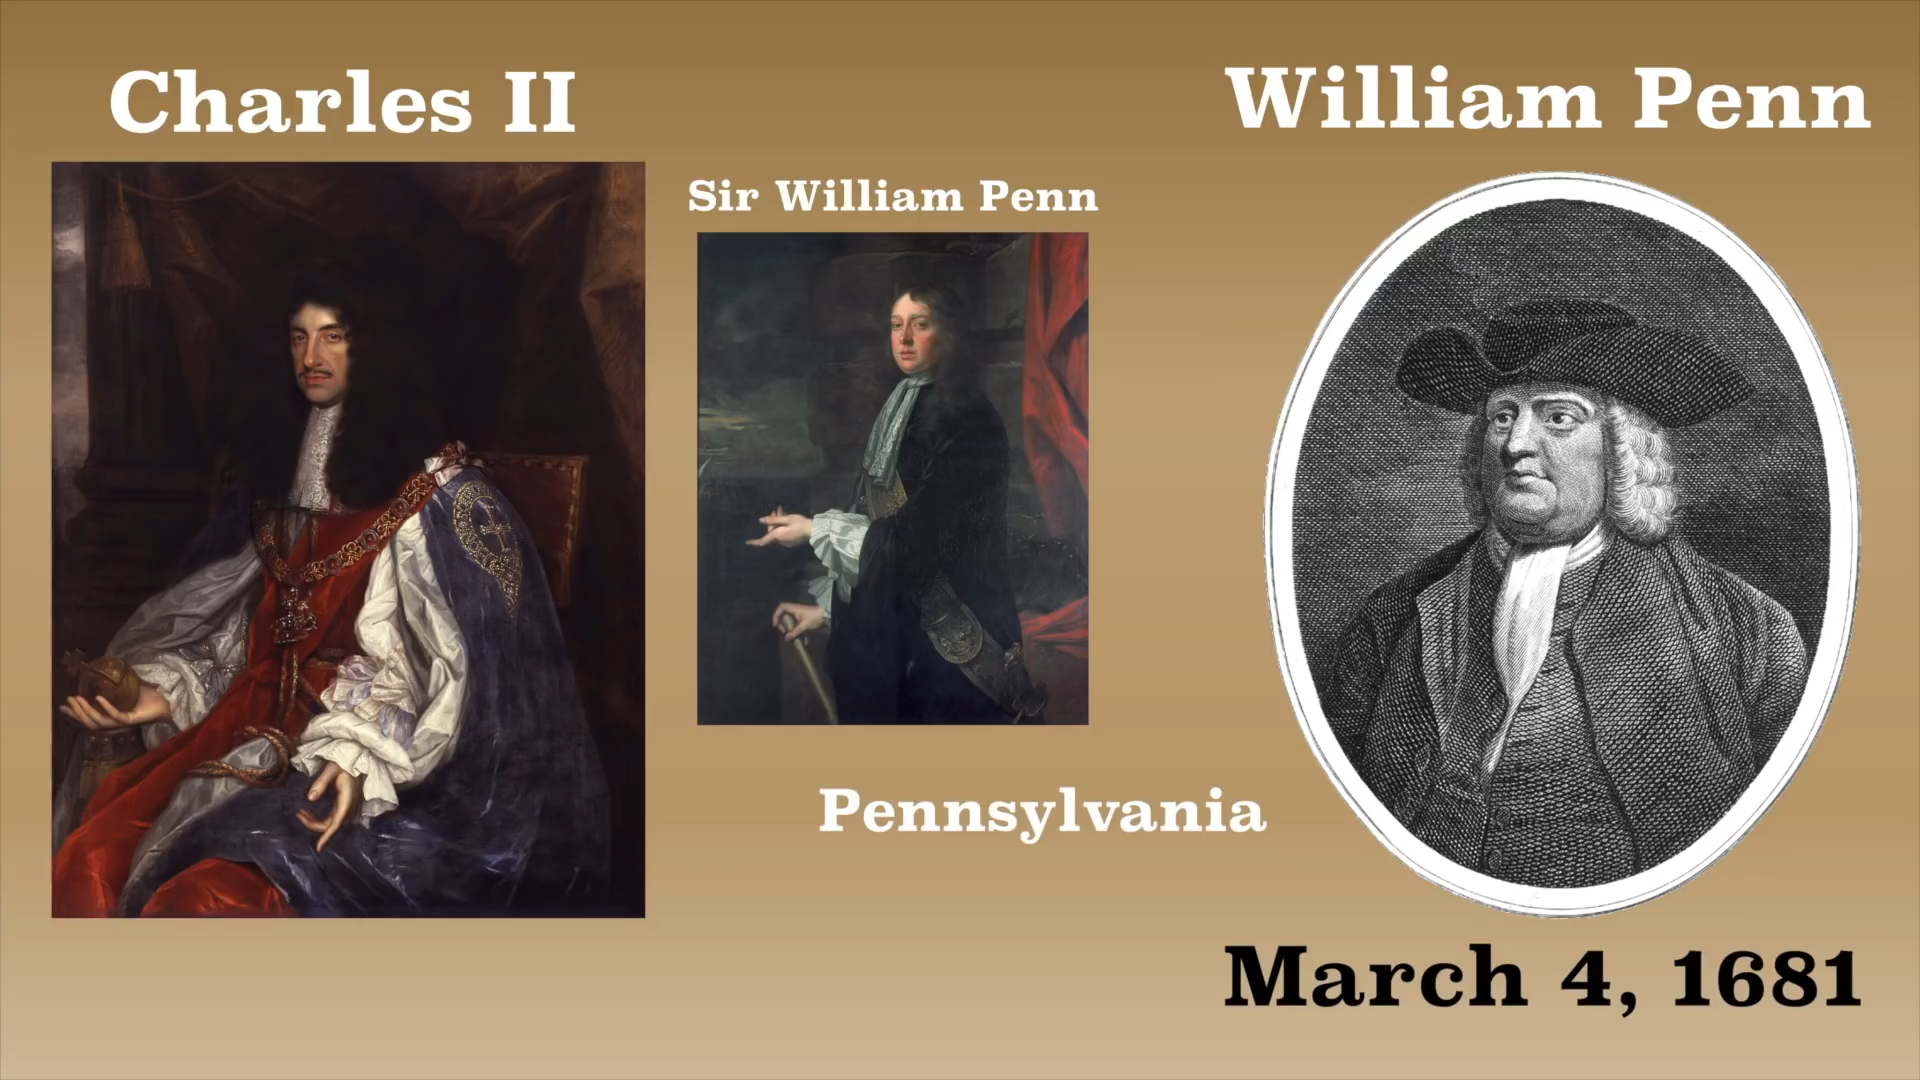 Charles II
William Penn
Sir William Penn
Pennsylvania
March 4, 1681